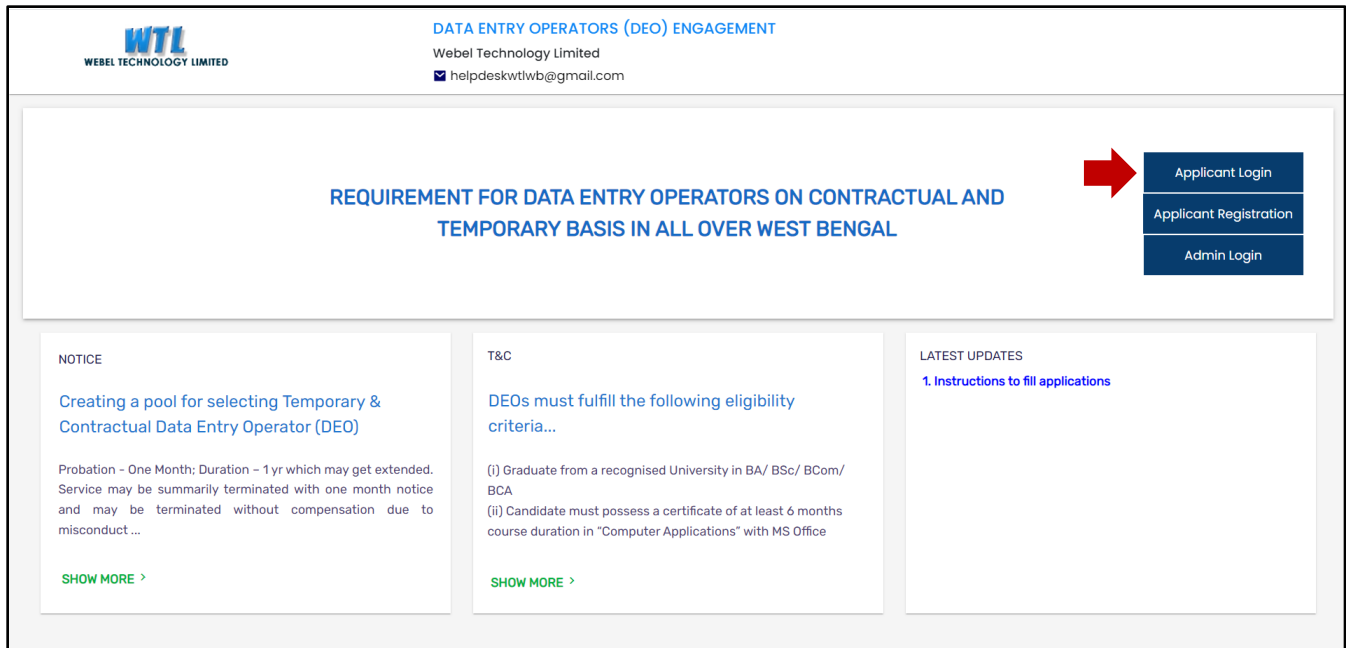 WTL
WEBEL TECHNOLOGY LIMITED
DATA ENTRY OPERATORS (DEO) ENGAGEMENT
Webel Technology Limited
helpdeskwtlwb@gmail.com
REQUIREMENT FOR DATA ENTRY OPERATORS ON CONTRACTUAL AND
TEMPORARY BASIS IN ALL OVER WEST BENGAL
Applicant Login
Applicant Registration
Admin Login
NOTICE
Creating a pool for selecting Temporary &
Contractual Data Entry Operator (DEO)
Probation - One Month; Duration – 1 yr which may get extended.
Service may be summarily terminated with one month notice
and may be terminated without compensation due to
misconduct ...
SHOW MORE >
T&C
DEOs must fulfill the following eligibility
criteria...
(i) Graduate from a recognised University in BA/ BSc/ BCom/
BCA
(ii) Candidate must possess a certificate of at least 6 months
course duration in “Computer Applications” with MS Office
SHOW MORE >
LATEST UPDATES
1. Instructions to fill applications